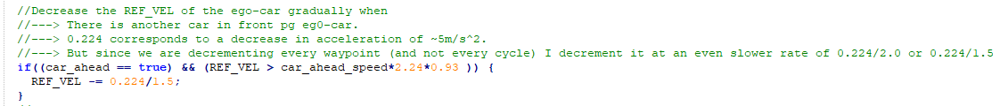 //Decrease the REF_VEL of the ego-car gradually when
//---> There is another car in front pg eg0-car.
//---> 0.224 corresponds to a decrease in acceleration of ~5m/s^2.
//---> But since we are decrementing every waypoint (and not every cycle) I decrement it at an even slower rate of 0.224/2.0 or 0.224/1.5
if((car_ahead == true) && (REF_VEL > car_ahead_speed*2.24*0.93 )) {
REF_VEL -= 0.224/1.5;
}